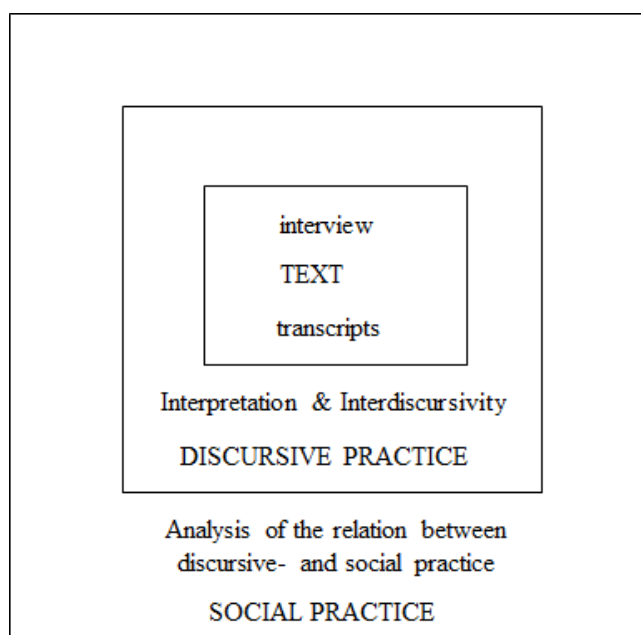 interview
TEXT
transcripts
Interpretation & Interdiscursivity
DISCURSIVE PRACTICE
Analysis of the relation between
discursive- and social practice
SOCIAL PRACTICE